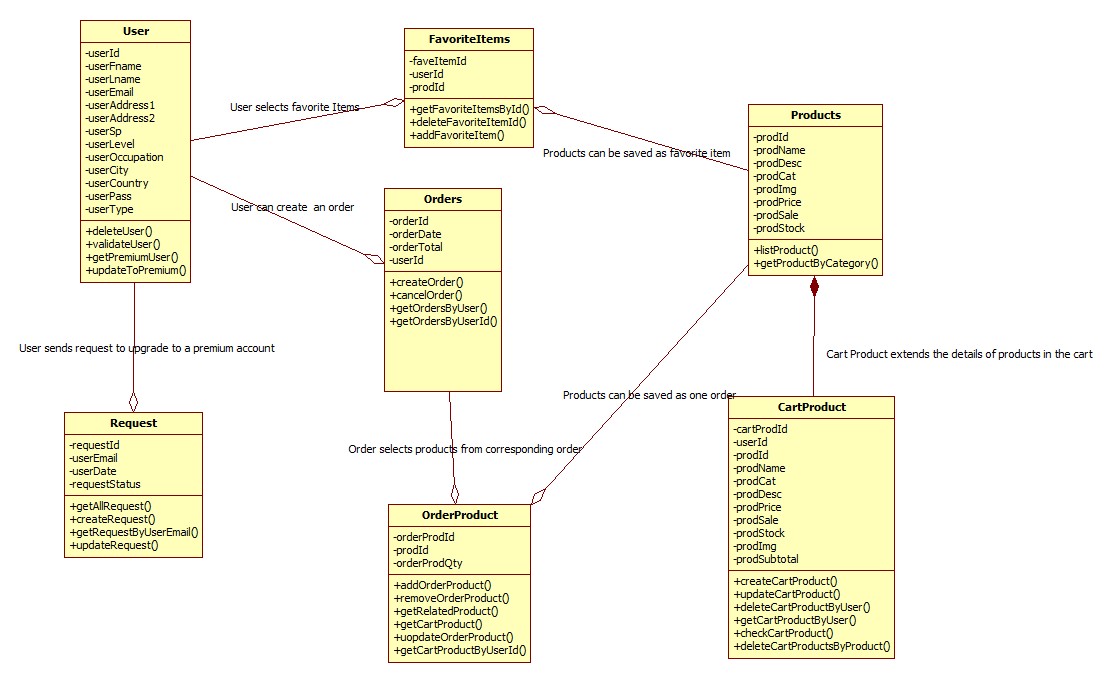 User
-userId
-userFname
-userLname
-userEmail
-userAddress1
-userAddress2
-userSp
-userLevel
-userOccupation
-userCity
-userCountry
-userPass
-userType
+deleteUser()
+validateUser()
+getPremiumUser()
+updateToPremium()
User selects favorite Items
FavoriteItems
-faveItemId
-userId
-prodId
+getFavoriteItemsById()
+deleteFavoriteItemId()
+addFavoriteItem()
Products can be saved as favorite item
Products
-prodId
-prodName
-prodDesc
-prodCat
-prodImg
-prodPrice
-prodSale
-prodStock
+listProduct()
+getProductByCategory()
User can create  an order
Orders
-orderId
-orderDate
-orderTotal
-userId
+createOrder()
+cancelOrder()
+getOrdersByUser()
+getOrdersByUserId()
User sends request to upgrade to a premium account
Cart Product extends the details of products in the cart
Products can be saved as one order
Request
-requestId
-userEmail
-userDate
-requestStatus
+getAllRequest()
+createRequest()
+getRequestByUserEmail()
+updateRequest()
Order selects products from corresponding order
OrderProduct
-orderProdId
-prodId
-orderProdQty
+addOrderProduct()
+removeOrderProduct()
+getRelatedProduct()
+getCartProduct()
+uopdateOrderProduct()
+getCartProductByUserId()
CartProduct
-cartProdId
-userId
-prodId
-prodName
-prodCat
-prodDesc
-prodPrice
-prodSale
-prodStock
-prodImg
-prodSubtotal
+createCartProduct()
+updateCartProduct()
+deleteCartProductByUser()
+getCartProductByUser()
+checkCartProduct()
+deleteCartProductsByProduct()